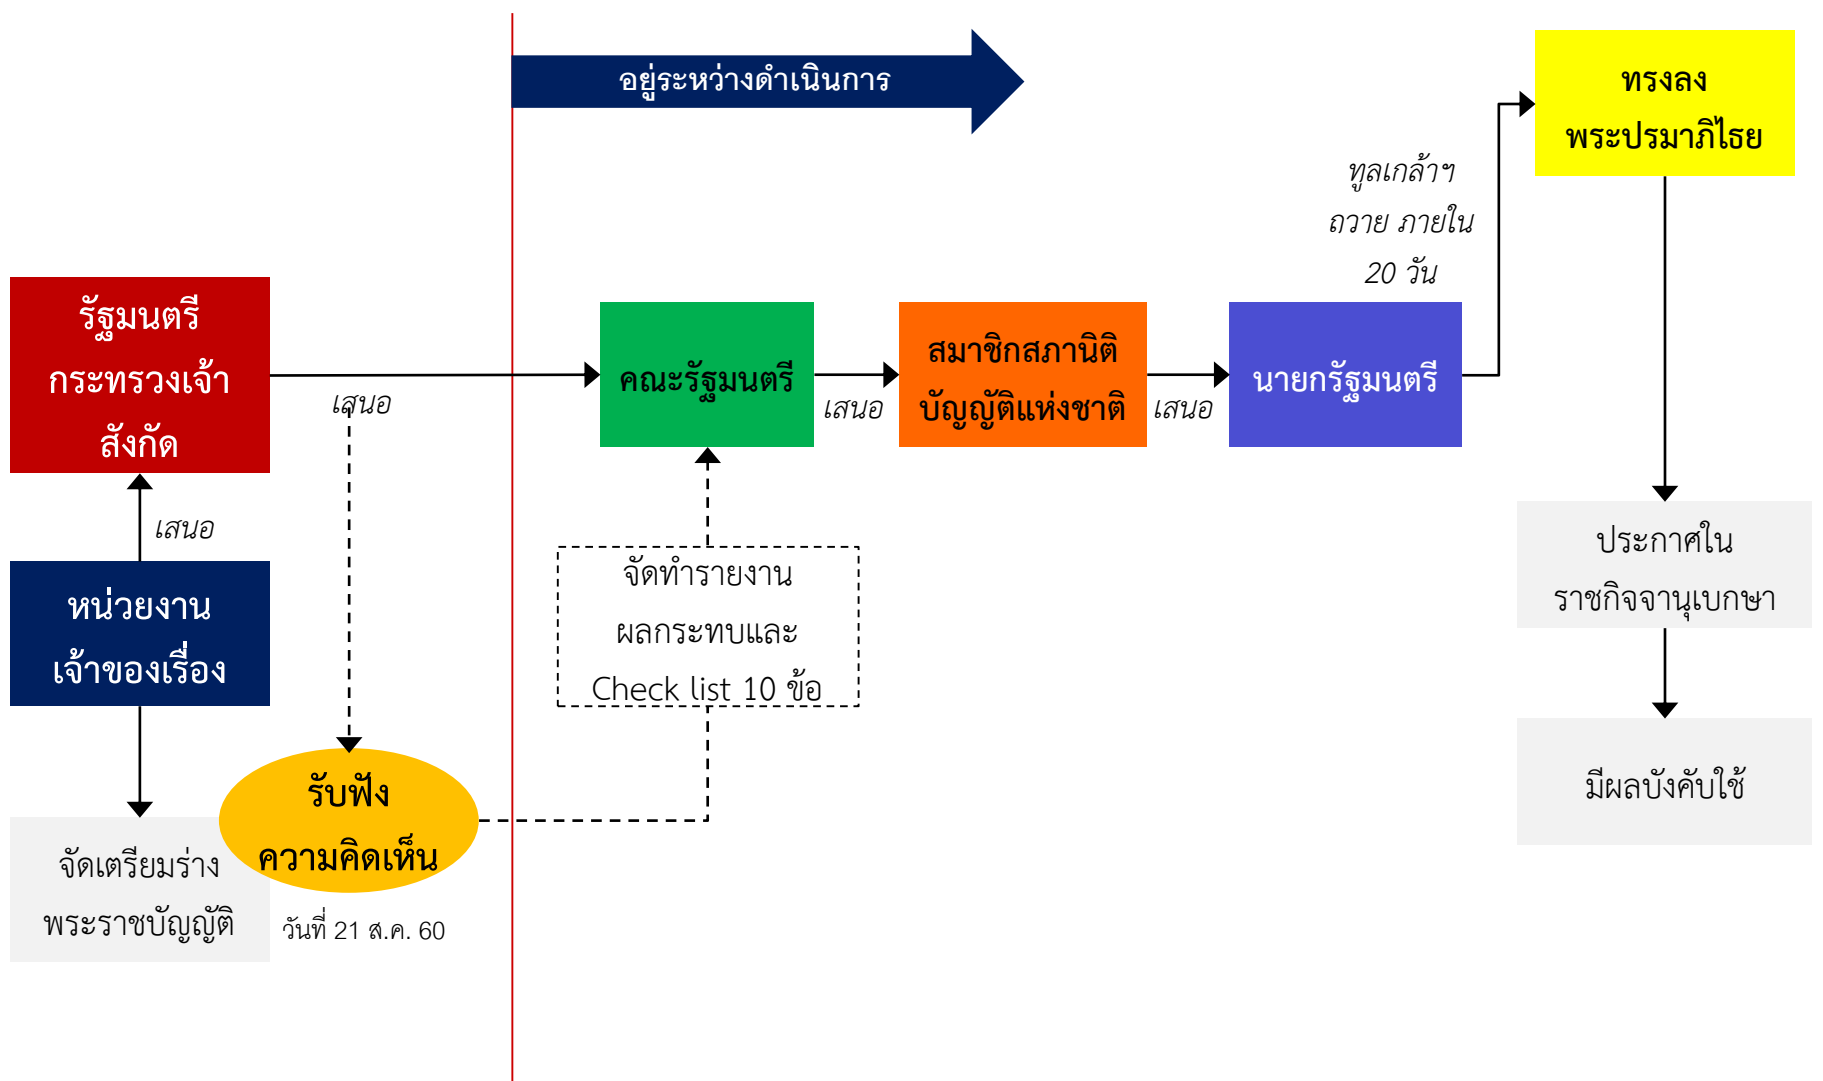 อยู่ระหว่างดำเนินการ
ทรงลง
พระปรมาภิไธย
ทูลเกล้าฯ
ถวาย ภายใน
20 วัน
รัฐมนตรี
กระทรวงเจ้า
สังกัด
เสนอ
คณะรัฐมนตรี
เสนอ
สมาชิกสภานิติ
บัญญัติแห่งชาติ
เสนอ
นายกรัฐมนตรี
เสนอ
หน่วยงาน
เจ้าของเรื่อง
จัดทำรายงาน
ผลกระทบและ
Check list 10 ข้อ
ประกาศใน
ราชกิจจานุเบกษา
รับฟัง
ความคิดเห็น
วันที่ 21 ส.ค. 60
จัดเตรียมร่าง
พระราชบัญญัติ
มีผลบังคับใช้